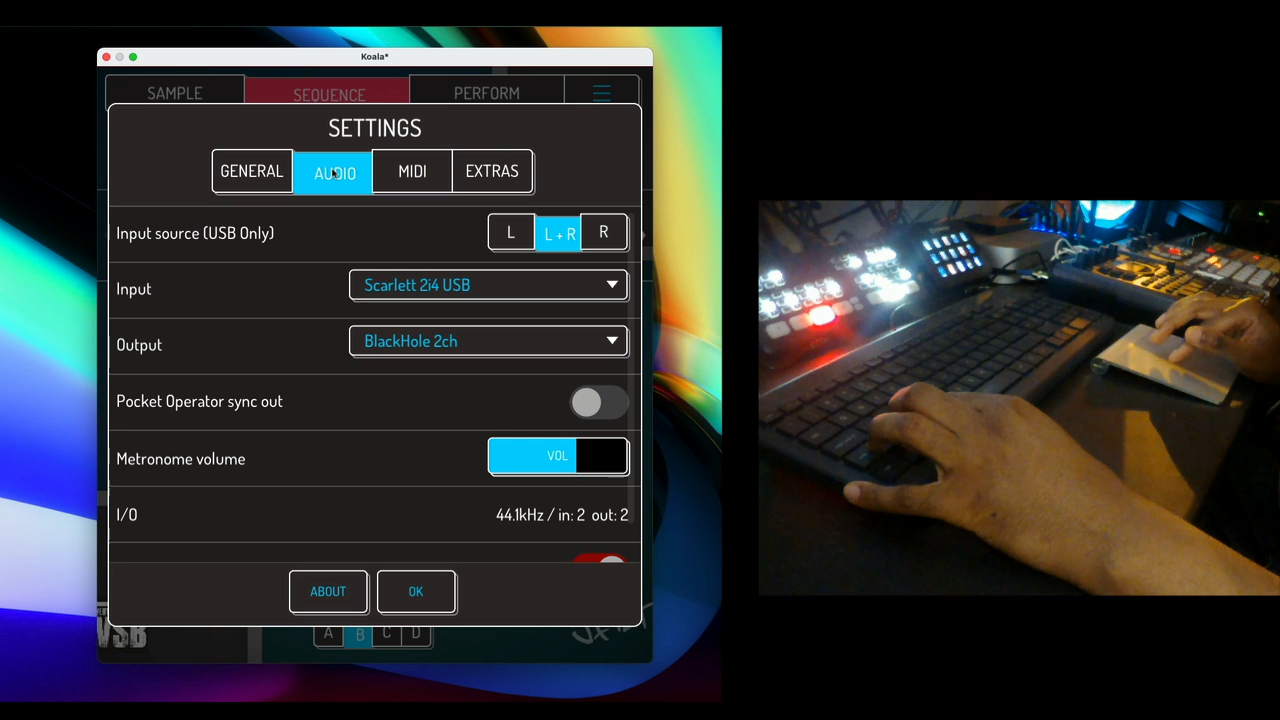 Koala*
SAMPLE SEQUENCE PERFORM
SETTINGS
GENERAL AUDIO MIDI EXTRAS
Input source (USB Only) L L + R R
Input Scarlett 2i4 USB
Output BlackHole 2ch
Pocket Operator sync out
Metronome volume VOL
I/O 44.1kHz / in: 2 out: 2
ABOUT OK
A B C D
VSB